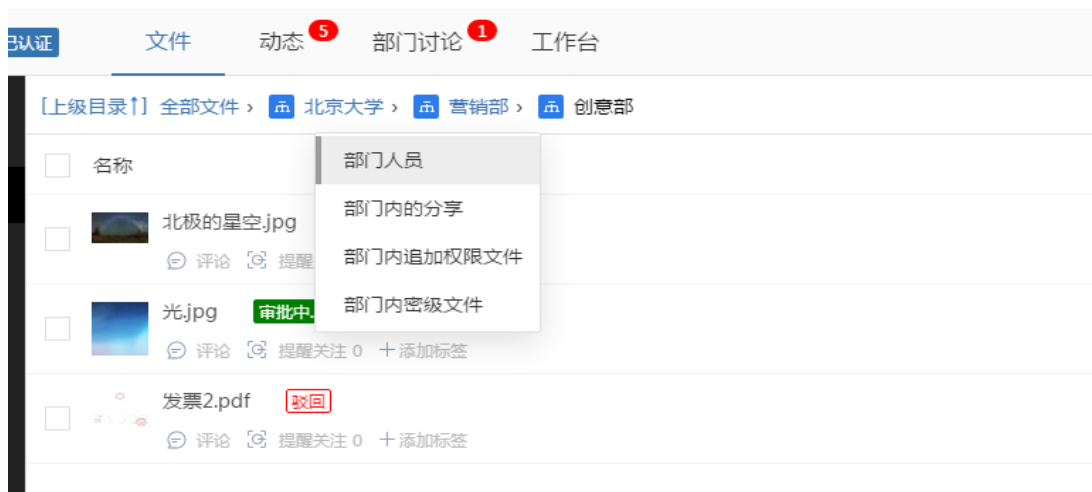 已认证 文件 动态 5 部门讨论 1 工作台
[上级目录↑] 全部文件 › 北京大学 › 营销部 › 创意部
名称
部门人员
部门内的分享
部门内追加权限文件
部门内密级文件
北极的星空.jpg
评论 提醒
光.jpg 审批中.
评论 提醒关注 0 +添加标签
发票2.pdf 驳回
评论 提醒关注 0 +添加标签